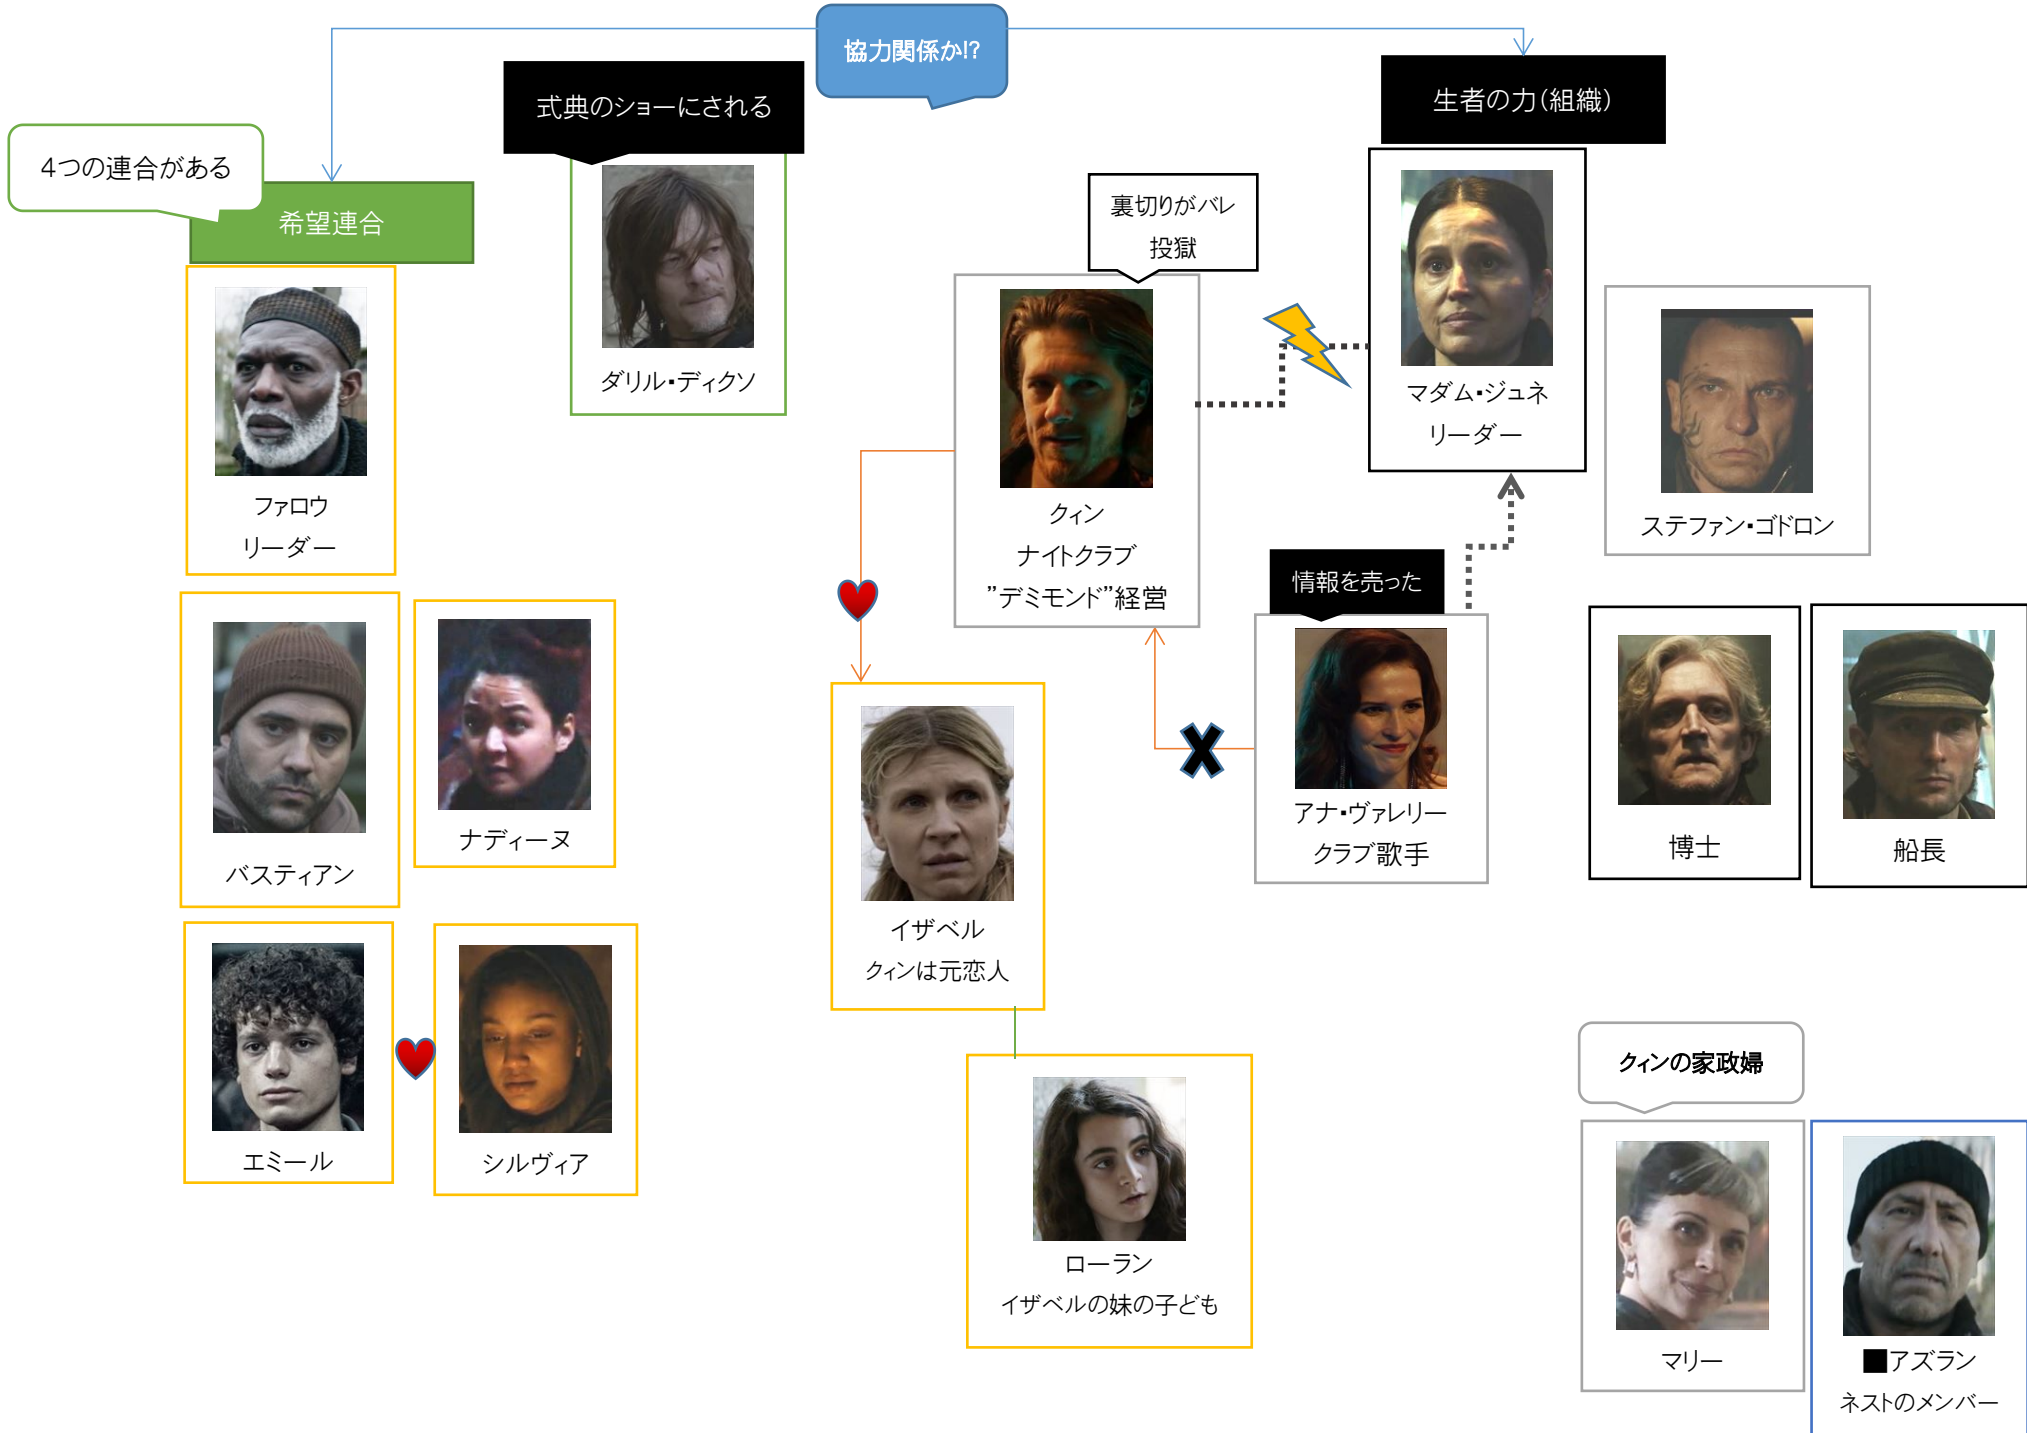 協力関係か!?
式典のショーにされる
生者の力(組織)
4つの連合がある
希望連合
裏切りがバレ
投獄
ダリル・ディクソ
マダム・ジュネ
リーダー
ファロウ
リーダー
クィン
ナイトクラブ
”デミモンド”経営
ステファン・ゴドロン
情報を売った
バスティアン
ナディーヌ
アナ・ヴァレリー
クラブ歌手
博士
船長
イザベル
クィンは元恋人
エミール
シルヴィア
ローラン
イザベルの妹の子ども
クィンの家政婦
マリー
■アズラン
ネストのメンバー